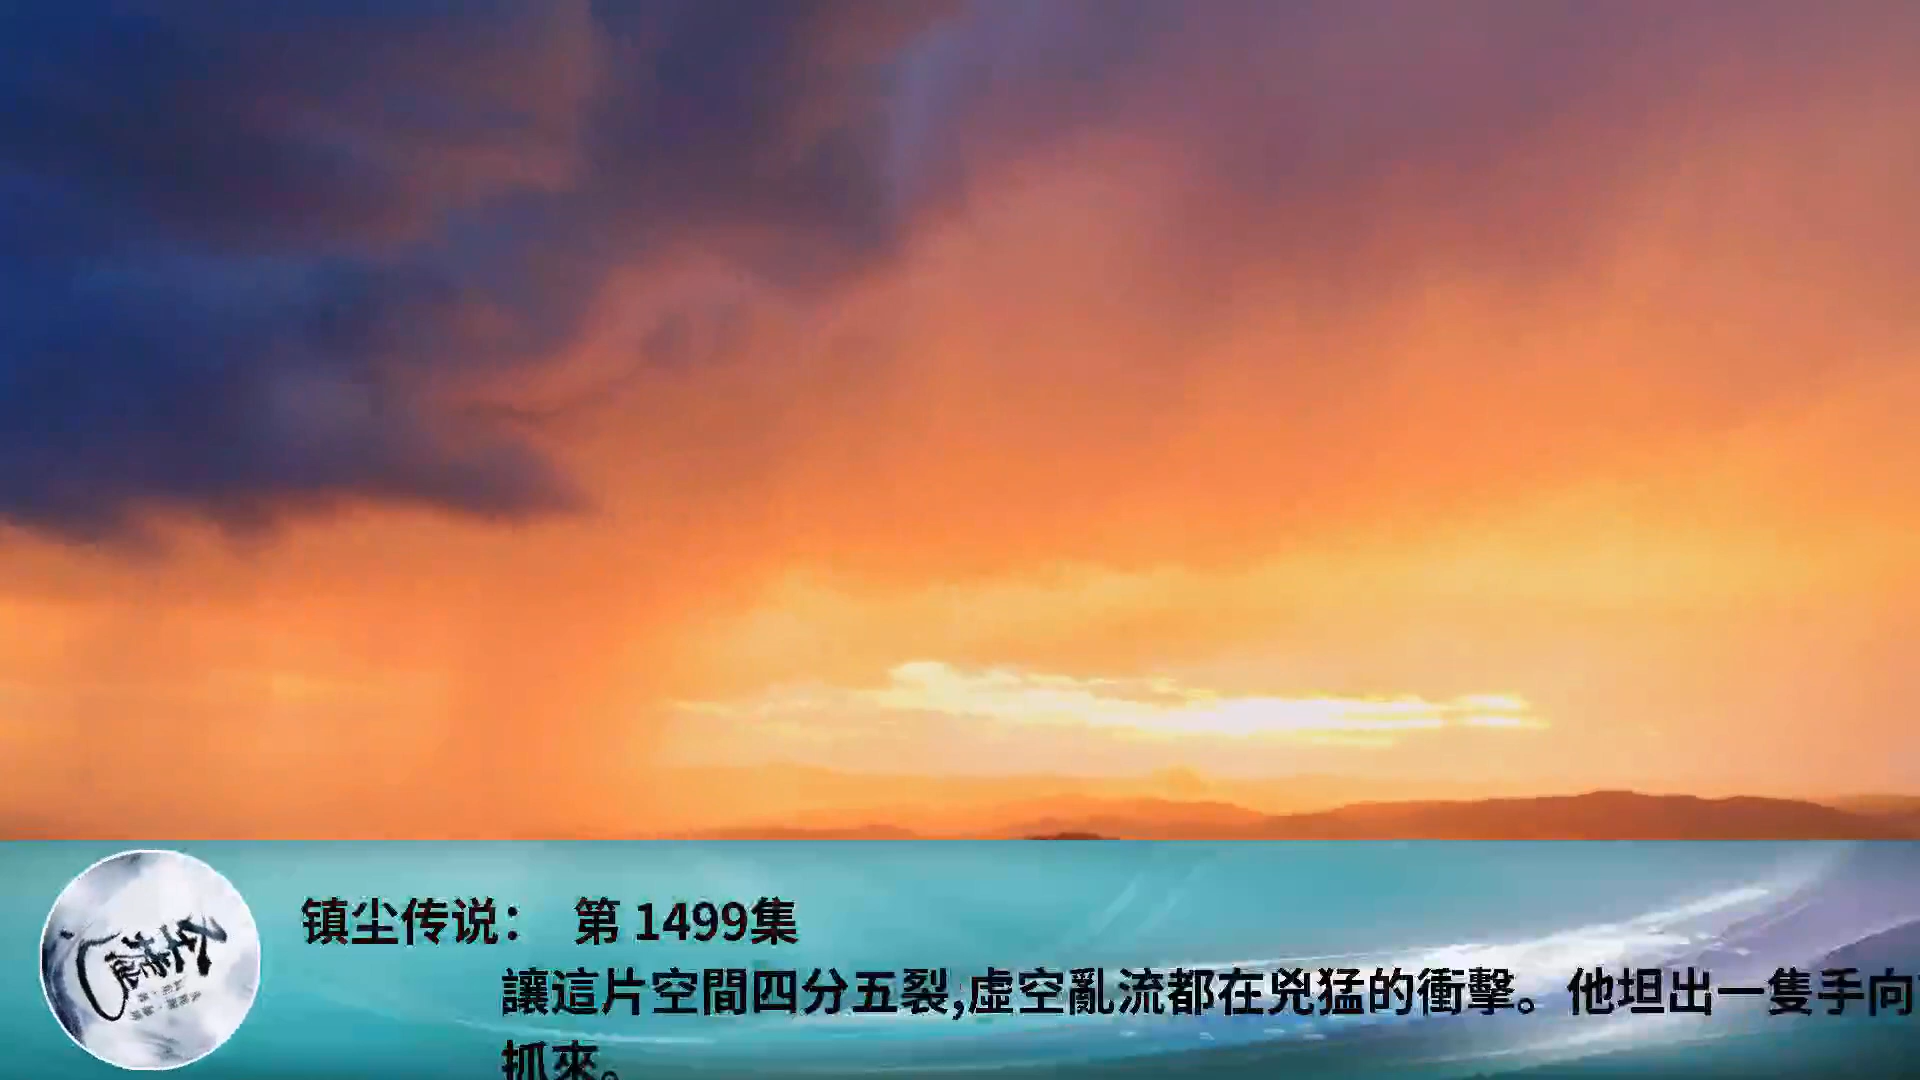 镇尘传说： 第 1499集
讓這片空間四分五裂,虛空亂流都在兇猛的衝擊。他坦出一隻手向
抓來。